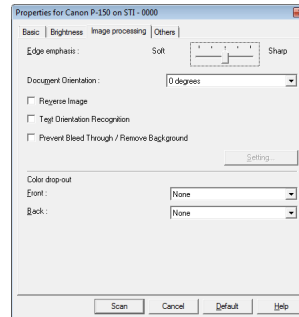 Properties for Canon P-150 on STI - 0000
Basic Brightness Image processing Others
Edge emphasis : Soft Sharp
Document Orientation : 0 degrees
Reverse Image
Text Orientation Recognition
Prevent Bleed Through / Remove Background
Setting...
Color drop-out
Front : None
Back : None
Scan Cancel Default Help